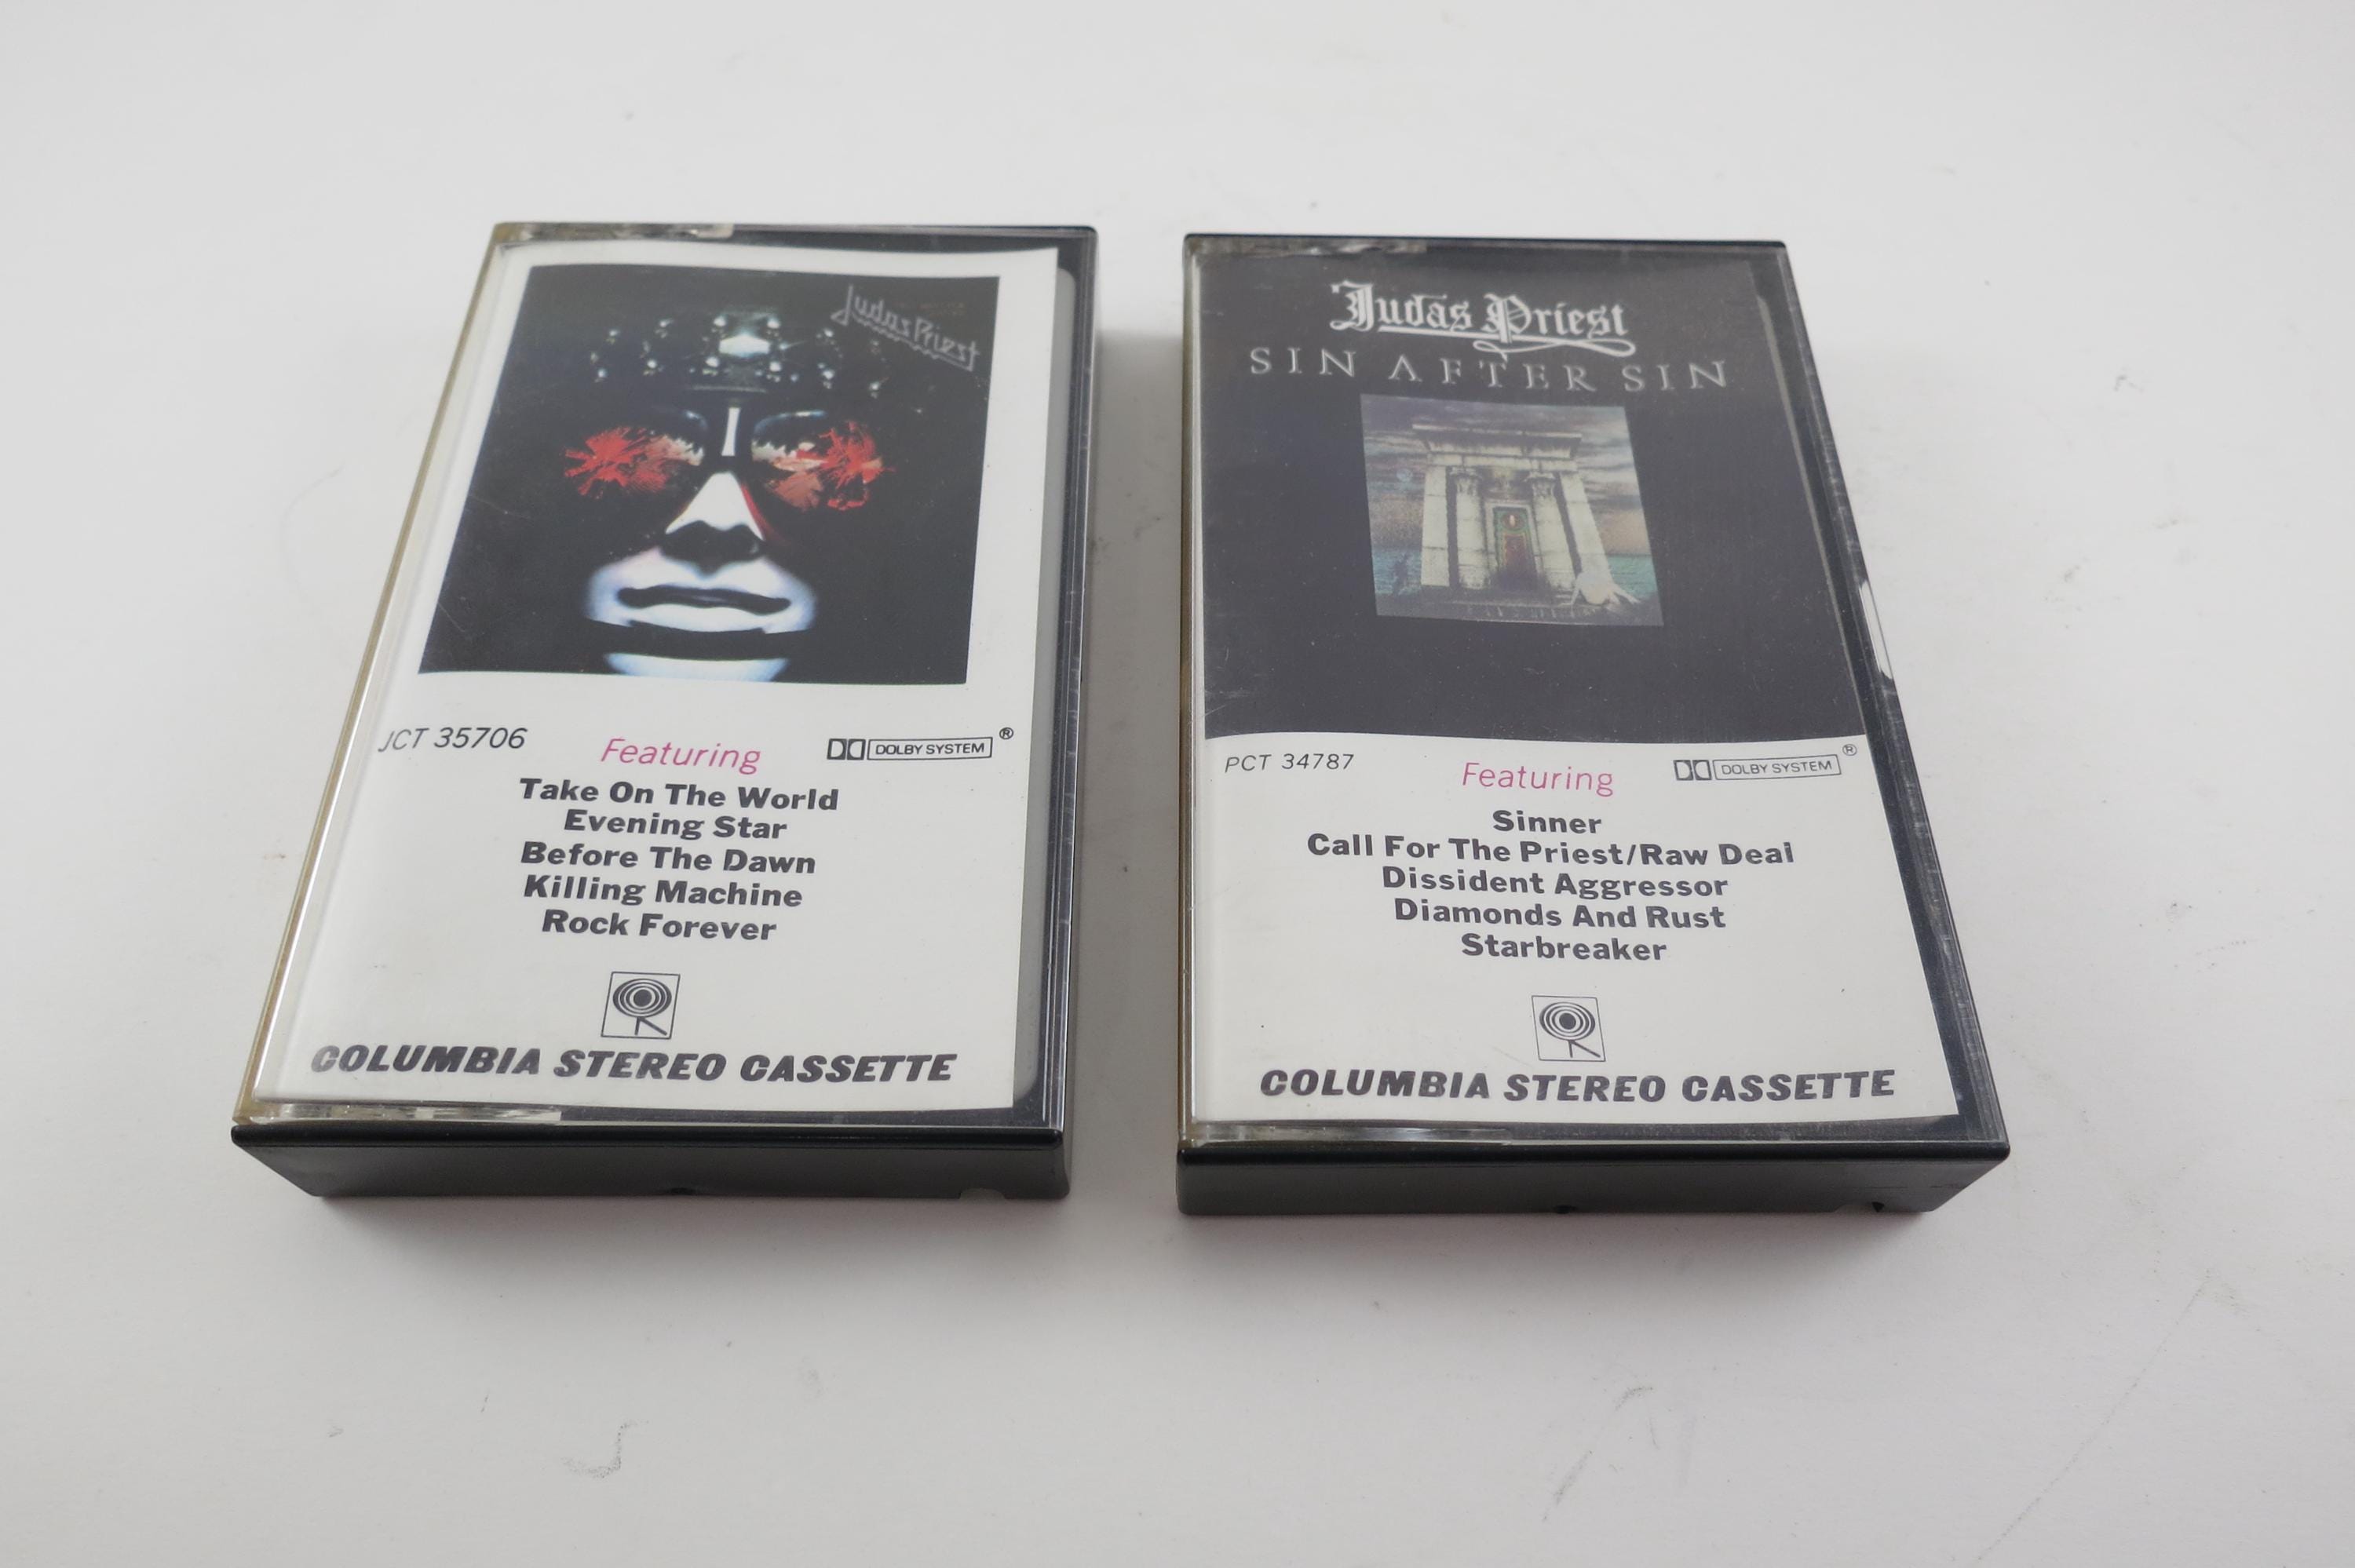 Judas Priest
JCT 35706
Featuring
DOLBY SYSTEM ®
Take On The World
Evening Star
Before The Dawn
Killing Machine
Rock Forever
COLUMBIA STEREO CASSETTE
Judas Priest
SIN AFTER SIN
PCT 34787
Featuring
DOLBY SYSTEM ®
Sinner
Call For The Priest/Raw Deal
Dissident Aggressor
Diamonds And Rust
Starbreaker
COLUMBIA STEREO CASSETTE